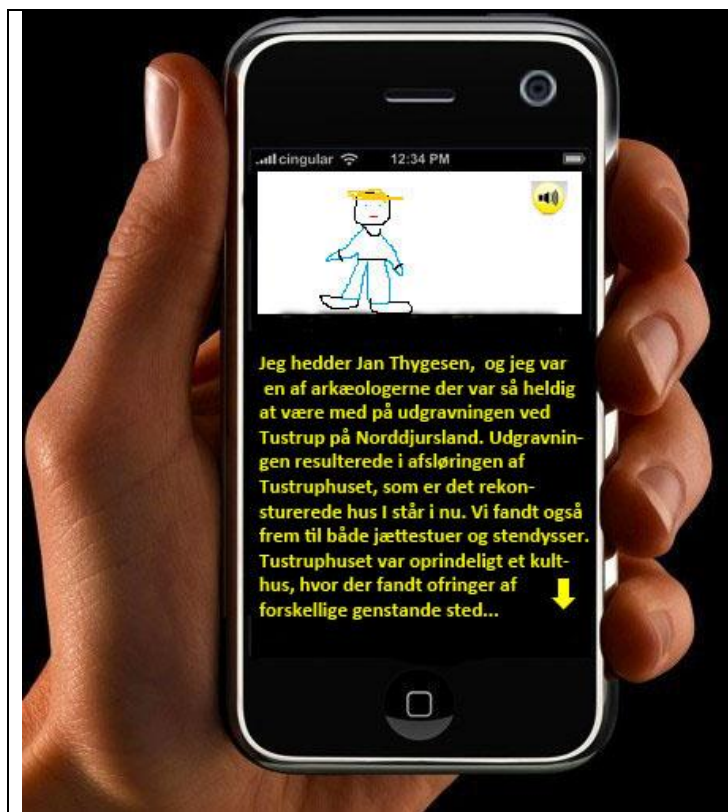 cingular 12:34 PM
Jeg hedder Jan Thygesen, og jeg var
en af arkæologerne der var så heldig
at være med på udgravningen ved
Tustrup på Norddjursland. Udgravnin-
gen resulterede i afsløringen af
Tustruphuset, som er det rekon-
sturerede hus I står i nu. Vi fandt også
frem til både jættestuer og stendysser.
Tustruphuset var oprindeligt et kult-
hus, hvor der fandt ofringer af
forskellige genstande sted...